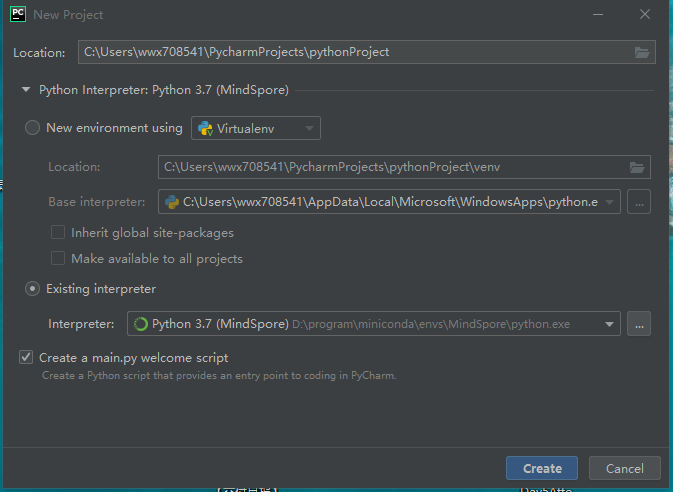 PC
New Project
Location: C:\Users\wwx708541\PycharmProjects\pythonProject
Python Interpreter: Python 3.7 (MindSpore)
New environment using Virtualenv
Location: C:\Users\wwx708541\PycharmProjects\pythonProject\venv
Base interpreter: C:\Users\wwx708541\AppData\Local\Microsoft\WindowsApps\python.e ...
Inherit global site-packages
Make available to all projects
Existing interpreter
Interpreter: Python 3.7 (MindSpore) D:\program\miniconda\envs\MindSpore\python.exe ...
Create a main.py welcome script
Create a Python script that provides an entry point to coding in PyCharm.
Create Cancel